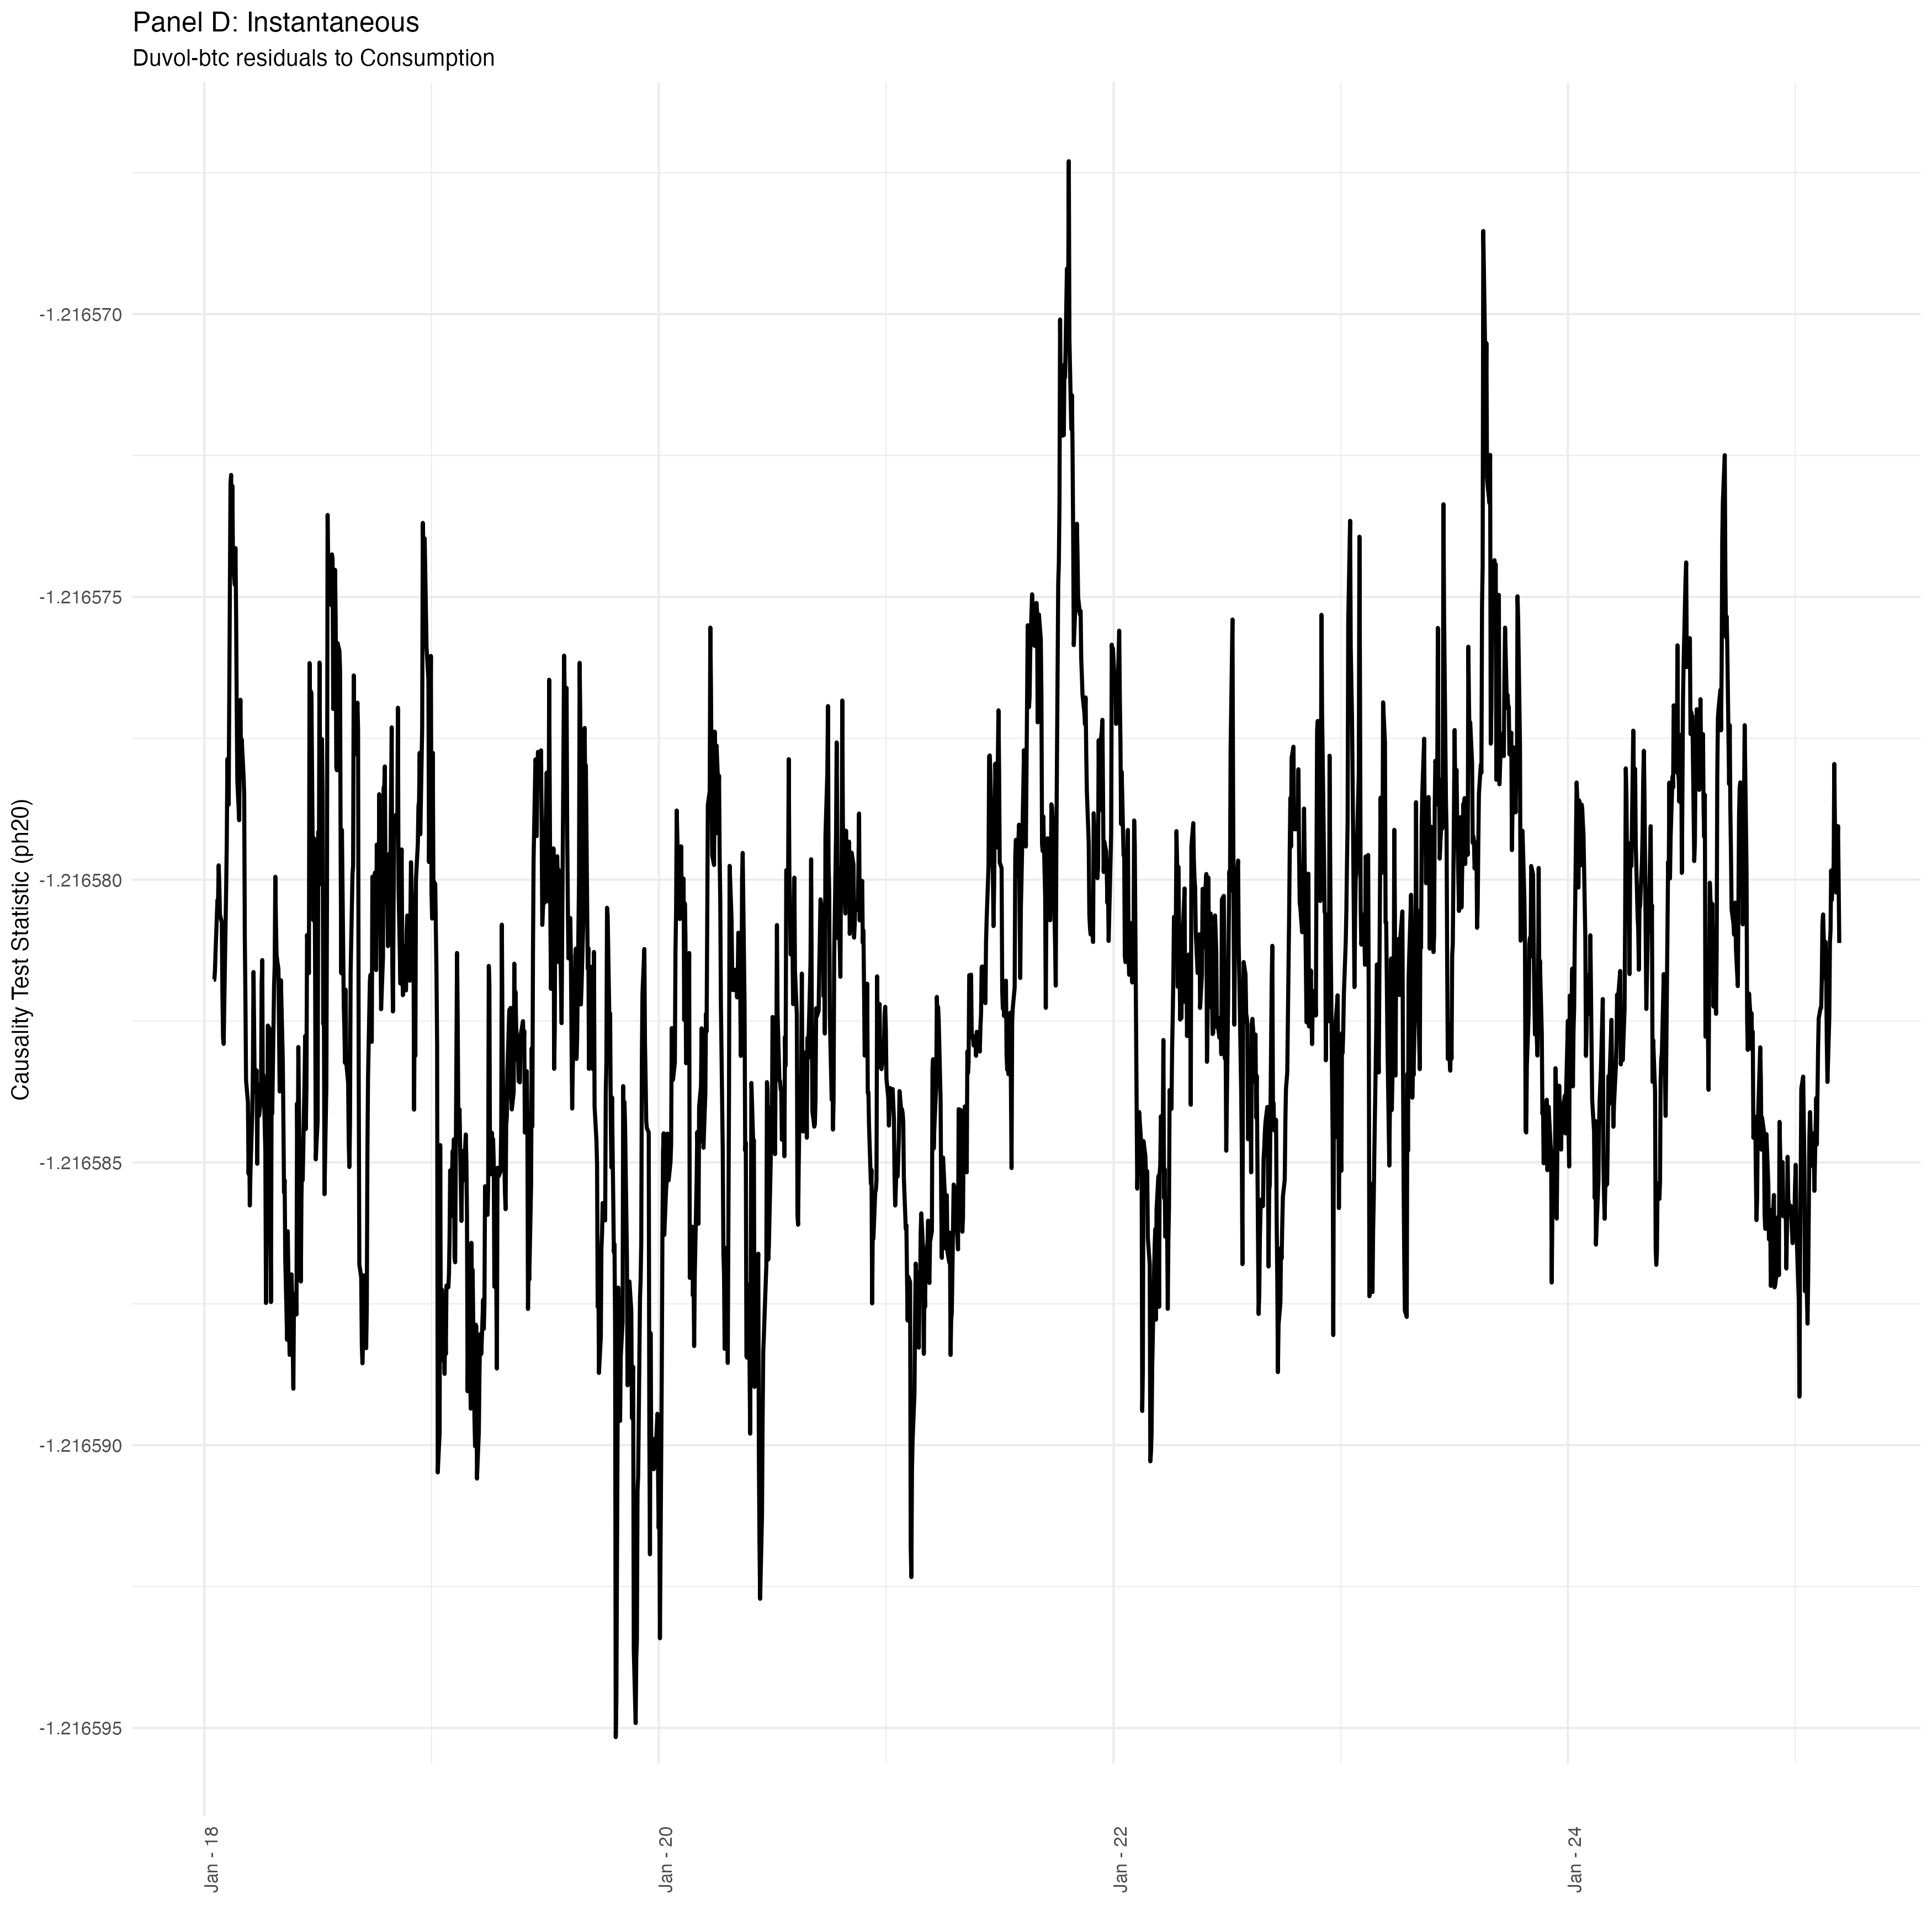 Panel D: Instantaneous
Duvol-btc residuals to Consumption
Causality Test Statistic (ph20)
-1.216570
-1.216575
-1.216580
-1.216585
-1.216590
-1.216595
Jan - 18
Jan - 20
Jan - 22
Jan - 24